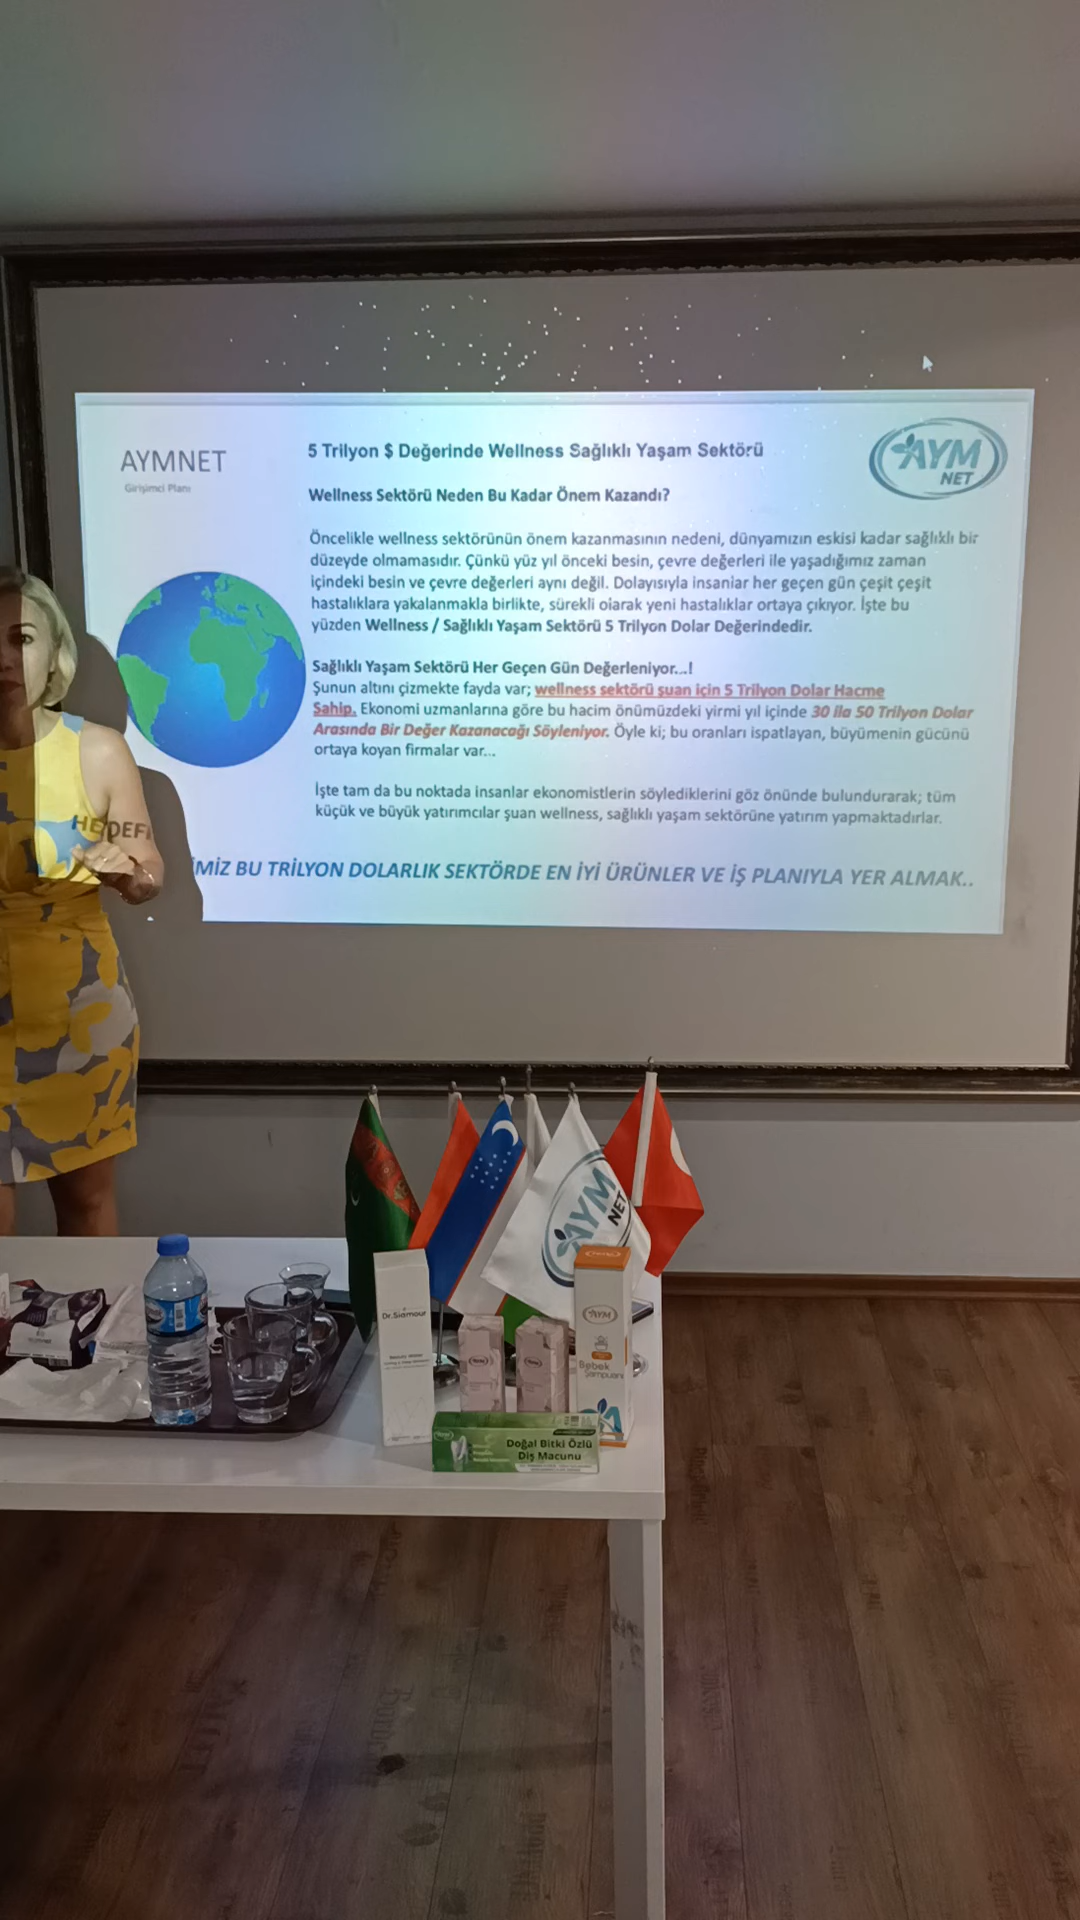 AYMNET
Girişimci Planı
AYM
NET
5 Trilyon $ Değerinde Wellness Sağlıklı Yaşam Sektörü
Wellness Sektörü Neden Bu Kadar Önem Kazandı?
Öncelikle wellness sektörünün önem kazanmasının nedeni, dünyamızın eskisi kadar sağlıklı bir
düzeyde olmamasıdır. Çünkü yüz yıl önceki besin, çevre değerleri ile yaşadığımız zaman
içindeki besin ve çevre değerleri aynı değil. Dolayısıyla insanlar her geçen gün çeşit çeşit
hastalıklara yakalanmakla birlikte, sürekli olarak yeni hastalıklar ortaya çıkıyor. İşte bu
yüzden Wellness / Sağlıklı Yaşam Sektörü 5 Trilyon Dolar Değerindedir.
Sağlıklı Yaşam Sektörü Her Geçen Gün Değerleniyor...!
Şunun altını çizmekte fayda var; wellness sektörü şuan için 5 Trilyon Dolar Hacme
Sahip. Ekonomi uzmanlarına göre bu hacim önümüzdeki yirmi yıl içinde 30 ila 50 Trilyon Dolar
Arasında Bir Değer Kazanacağı Söyleniyor. Öyle ki; bu oranları ispatlayan, büyümenin gücünü
ortaya koyan firmalar var...
İşte tam da bu noktada insanlar ekonomistlerin söylediklerini göz önünde bulundurarak; tüm
küçük ve büyük yatırımcılar şuan wellness, sağlıklı yaşam sektörüne yatırım yapmaktadırlar.
HEDEFİMİZ BU TRİLYON DOLARLIK SEKTÖRDE EN İYİ ÜRÜNLER VE İŞ PLANIYLA YER ALMAK..
AYM
NET
Dr.Siamour
AYM
Bebek
Şampuanı
Doğal Bitki Özlü
Diş Macunu